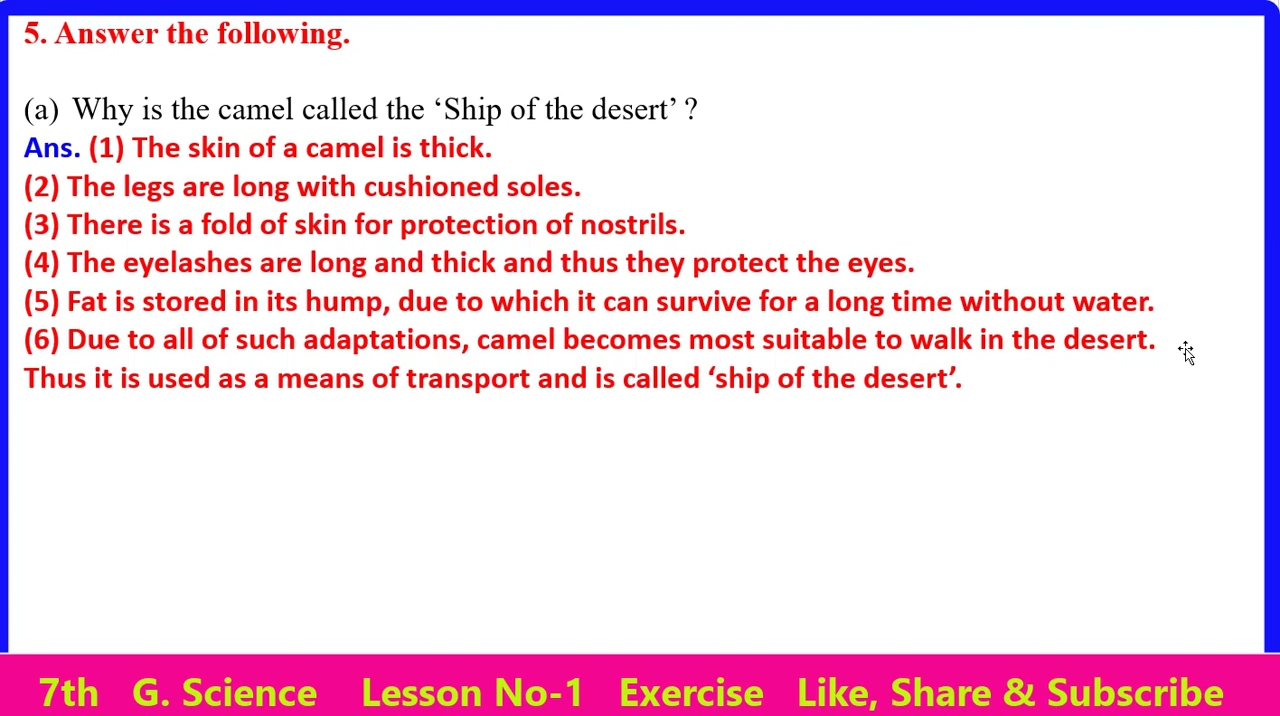 5. Answer the following.
(a) Why is the camel called the ‘Ship of the desert’ ?
Ans. (1) The skin of a camel is thick.
(2) The legs are long with cushioned soles.
(3) There is a fold of skin for protection of nostrils.
(4) The eyelashes are long and thick and thus they protect the eyes.
(5) Fat is stored in its hump, due to which it can survive for a long time without water.
(6) Due to all of such adaptations, camel becomes most suitable to walk in the desert.
Thus it is used as a means of transport and is called ‘ship of the desert’.
7th G. Science Lesson No-1 Exercise Like, Share & Subscribe